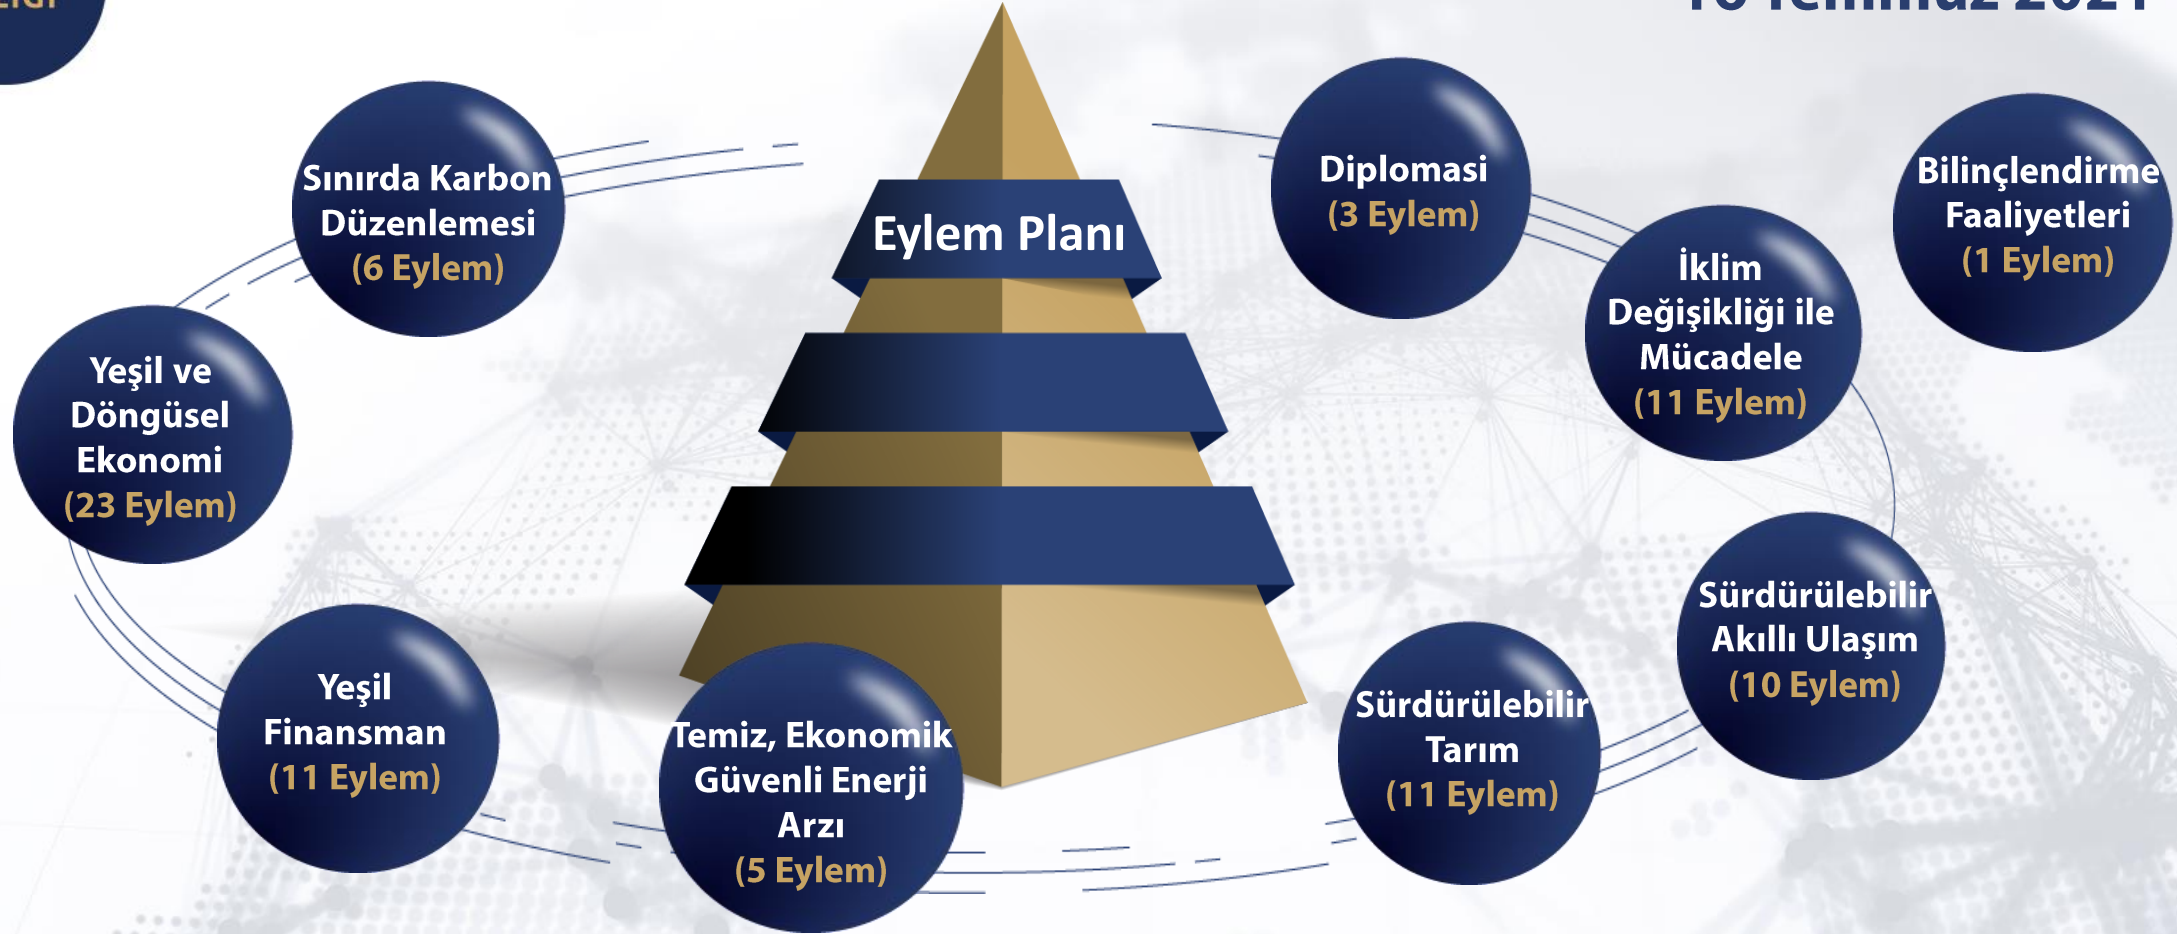 Sınırda Karbon
Düzenlemesi
(6 Eylem)
Yeşil ve
Döngüsel
Ekonomi
(23 Eylem)
Yeşil
Finansman
(11 Eylem)
Temiz, Ekonomik
Güvenli Enerji
Arzı
(5 Eylem)
Eylem Planı
Diplomasi
(3 Eylem)
İklim
Değişikliği ile
Mücadele
(11 Eylem)
Bilinçlendirme
Faaliyetleri
(1 Eylem)
Sürdürülebilir
Akıllı Ulaşım
(10 Eylem)
Sürdürülebilir
Tarım
(11 Eylem)